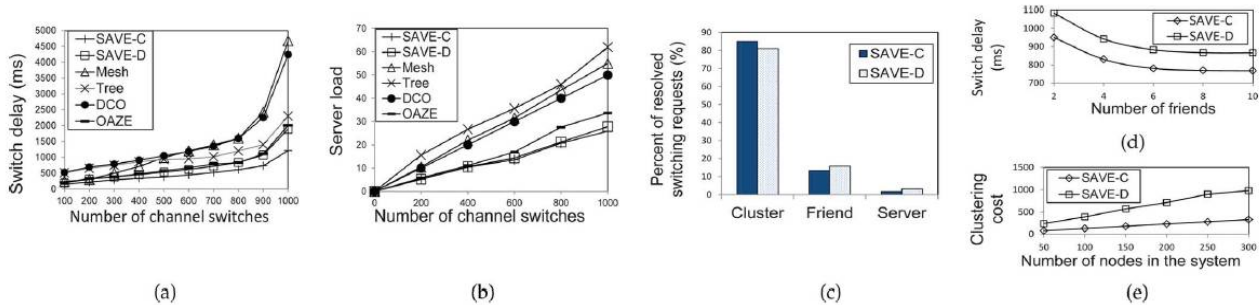 5000
4500
4000
3500
3000
2500
2000
1500
1000
500
0
Switch delay (ms)
SAVE-C
SAVE-D
Mesh
Tree
DCO
OAZE
100 200 300 400 500 600 700 800 900 1000
Number of channel switches
(a)
70
60
50
40
30
20
10
0
Server load
SAVE-C
SAVE-D
Mesh
Tree
DCO
OAZE
0 200 400 600 800 1000
Number of channel switches
(b)
90
80
70
60
50
40
30
20
10
0
Percent of resolved
switching requests (%)
SAVE-C
SAVE-D
Cluster Friend Server
(c)
1100
1000
900
800
700
Switch delay
(ms)
SAVE-C
SAVE-D
2 4 6 8 10
Number of friends
(d)
1500
1000
500
0
Clustering
cost
SAVE-C
SAVE-D
50 100 150 200 250 300
Number of nodes in the system
(e)